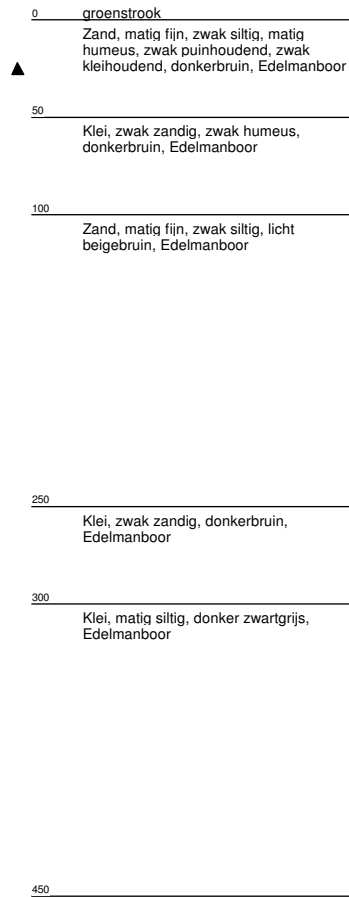 0 groenstrook
Zand, matig fijn, zwak siltig, matig
humeus, zwak puinhoudend, zwak
kleihoudend, donkerbruin, Edelmanboor
50
Klei, zwak zandig, zwak humeus,
donkerbruin, Edelmanboor
100
Zand, matig fijn, zwak siltig, licht
beigebruin, Edelmanboor
250
Klei, zwak zandig, donkerbruin,
Edelmanboor
300
Klei, matig siltig, donker zwartgrijs,
Edelmanboor
450